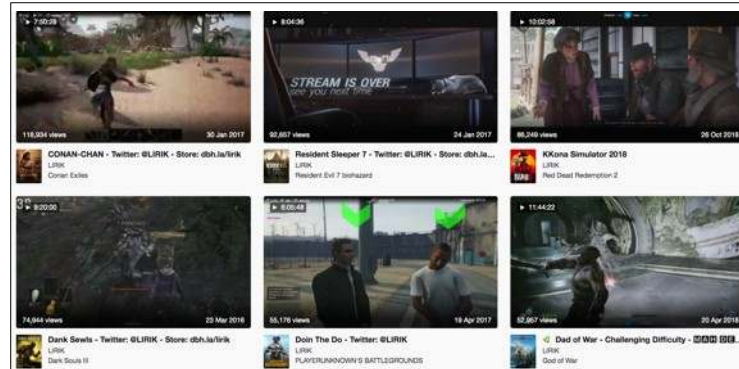 7:50:28
118,934 views 30 Jan 2017
CONAN-CHAN - Twitter: @LIRIK - Store: dbh.la/lirik
LIRIK
Conan Exiles
8:04:36
STREAM IS OVER
see you next time
92,657 views 24 Jan 2017
Resident Sleeper 7 - Twitter: @LIRIK - Store: dbh.la...
LIRIK
Resident Evil 7 biohazard
10:02:58
86,249 views 26 Oct 2018
KKona Simulator 2018
LIRIK
Red Dead Redemption 2
9:20:00
74,944 views 23 Mar 2016
Dank Sewls - Twitter: @LIRIK - Store: dbh.la/lirik
LIRIK
Dark Souls III
8:05:48
55,176 views 19 Apr 2017
Doin The Do - Twitter: @LIRIK
LIRIK
PLAYERUNKNOWN'S BATTLEGROUNDS
11:44:22
52,957 views 20 Apr 2018
Dad of War - Challenging Difficulty - MAH DE...
LIRIK
God of War